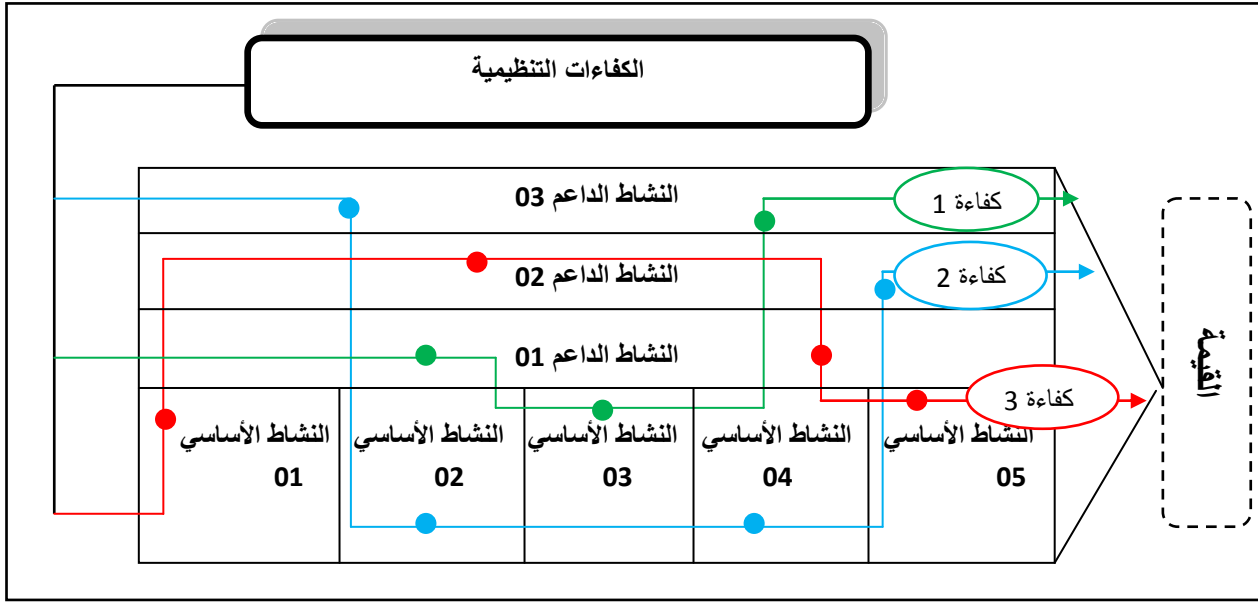 الكفاءات التنظيمية
النشاط الداعم 03
كفاءة 1
النشاط الداعم 02
كفاءة 2
النشاط الداعم 01
كفاءة 3
النشاط الأساسي
01
النشاط الأساسي
02
النشاط الأساسي
03
النشاط الأساسي
04
النشاط الأساسي
05
القيمة